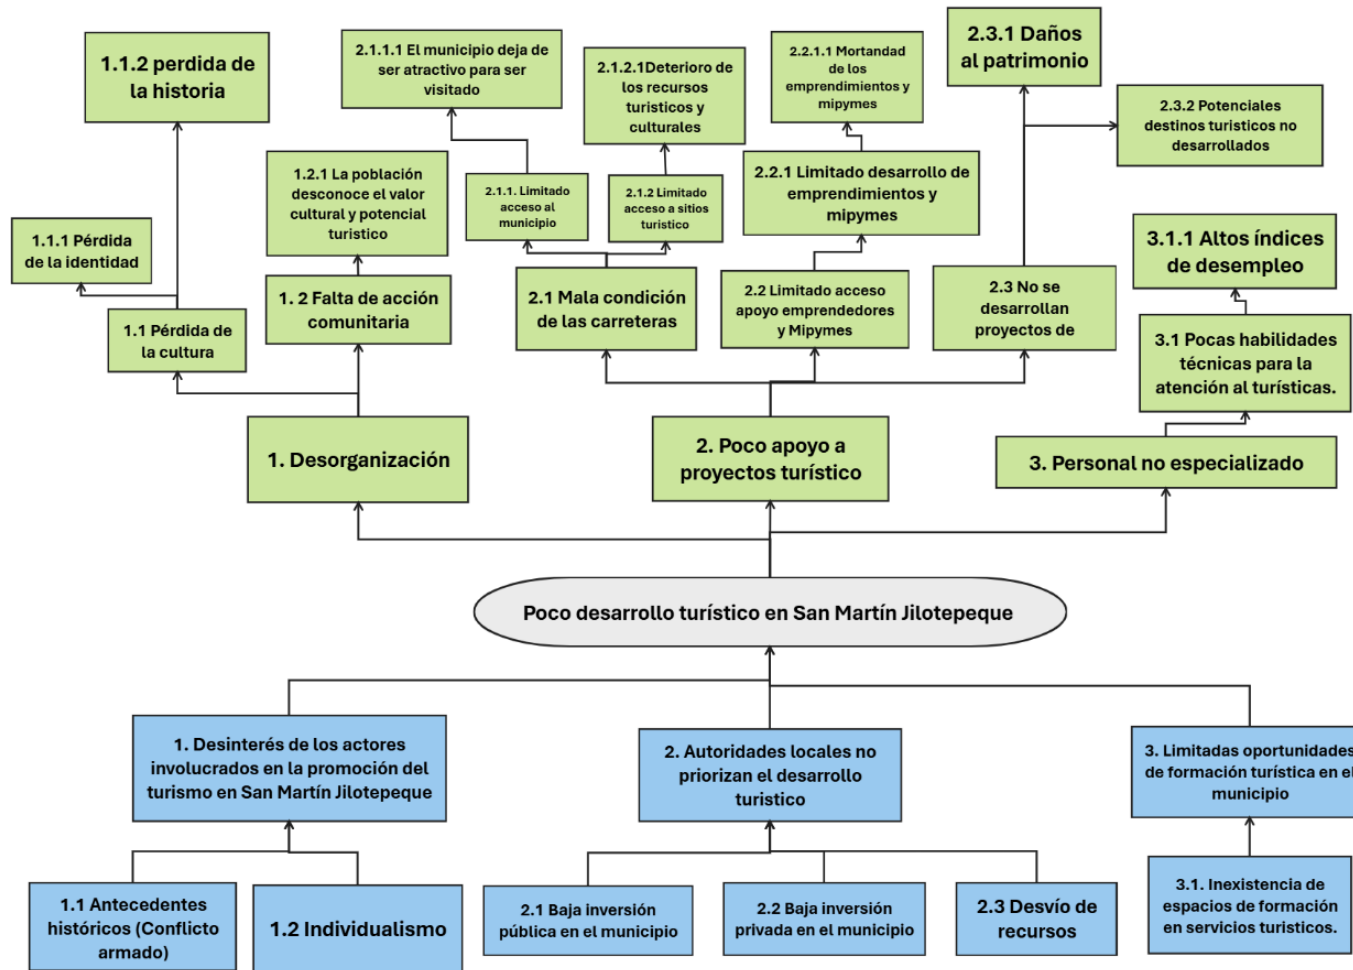 1.1.2 perdida de
la historia
2.1.1.1 El municipio deja de
ser atractivo para ser
visitado
2.1.2.1Deterioro de
los recursos
turisticos y
culturales
2.2.1.1 Mortandad
de los
emprendimientos y
mipymes
2.3.1 Daños
al patrimonio
2.3.2 Potenciales
destinos turisticos no
desarrollados
1.1.1 Pérdida
de la identidad
1.2.1 La población
desconoce el valor
cultural y potencial
turistico
2.1.1. Limitado
acceso al
municipio
2.1.2 Limitado
acceso a sitios
turistico
2.2.1 Limitado desarrollo de
emprendimientos y
mipymes
3.1.1 Altos índices
de desempleo
1.1 Pérdida de
la cultura
1. 2 Falta de acción
comunitaria
2.1 Mala condición
de las carreteras
2.2 Limitado acceso
apoyo emprendedores
y Mipymes
2.3 No se
desarrollan
proyectos de
3.1 Pocas habilidades
técnicas para la
atención al turísticas.
1. Desorganización
2. Poco apoyo a
proyectos turístico
3. Personal no especializado
Poco desarrollo turístico en San Martín Jilotepeque
1. Desinterés de los actores
involucrados en la promoción del
turismo en San Martín Jilotepeque
2. Autoridades locales no
priorizan el desarrollo
turistico
3. Limitadas oportunidades
de formación turística en el
municipio
1.1 Antecedentes
históricos (Conflicto
armado)
1.2 Individualismo
2.1 Baja inversión
pública en el municipio
2.2 Baja inversión
privada en el municipio
2.3 Desvío de
recursos
3.1. Inexistencia de
espacios de formación
en servicios turisticos.